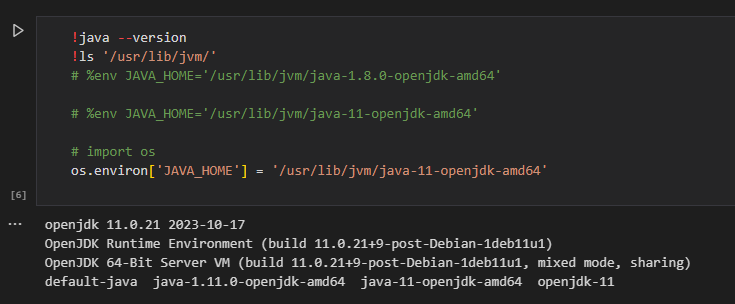 !java --version
!ls '/usr/lib/jvm/'
# %env JAVA_HOME='/usr/lib/jvm/java-1.8.0-openjdk-amd64'
# %env JAVA_HOME='/usr/lib/jvm/java-11-openjdk-amd64'
# import os
os.environ['JAVA_HOME'] = '/usr/lib/jvm/java-11-openjdk-amd64'
[6]
openjdk 11.0.21 2023-10-17
OpenJDK Runtime Environment (build 11.0.21+9-post-Debian-1deb11u1)
OpenJDK 64-Bit Server VM (build 11.0.21+9-post-Debian-1deb11u1, mixed mode, sharing)
default-java  java-1.11.0-openjdk-amd64  java-11-openjdk-amd64  openjdk-11